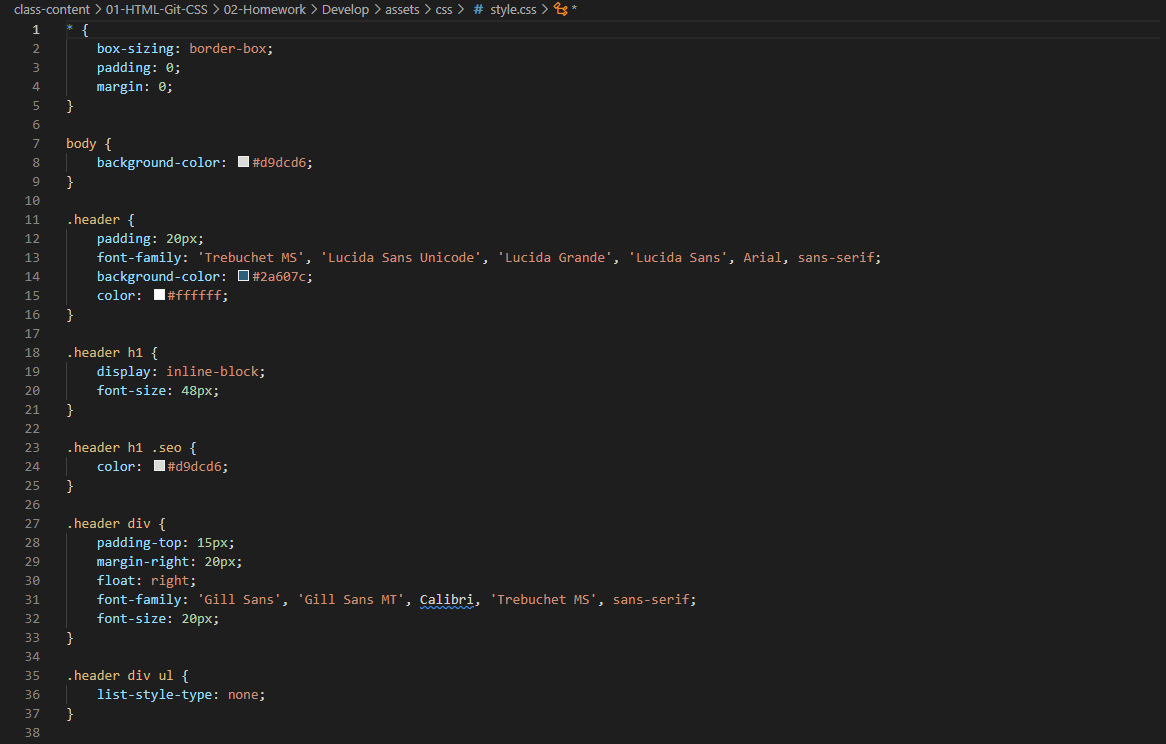 class-content > 01-HTML-Git-CSS > 02-Homework > Develop > assets > css > # style.css > *
1 * {
2     box-sizing: border-box;
3     padding: 0;
4     margin: 0;
5 }
6
7 body {
8     background-color: #d9dcd6;
9 }
10
11 .header {
12     padding: 20px;
13     font-family: 'Trebuchet MS', 'Lucida Sans Unicode', 'Lucida Grande', 'Lucida Sans', Arial, sans-serif;
14     background-color: #2a607c;
15     color: #ffffff;
16 }
17
18 .header h1 {
19     display: inline-block;
20     font-size: 48px;
21 }
22
23 .header h1 .seo {
24     color: #d9dcd6;
25 }
26
27 .header div {
28     padding-top: 15px;
29     margin-right: 20px;
30     float: right;
31     font-family: 'Gill Sans', 'Gill Sans MT', Calibri, 'Trebuchet MS', sans-serif;
32     font-size: 20px;
33 }
34
35 .header div ul {
36     list-style-type: none;
37 }
38